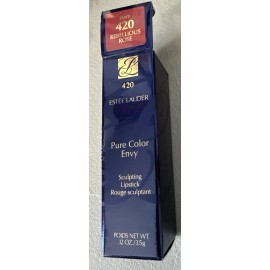 420
REBELLIOUS
ROSE
420
ESTĒE LAUDER
Pure Color
Envy
Sculpting
Lipstick
Rouge sculptant
POIDS NET WT.
.12 OZ./3.5g